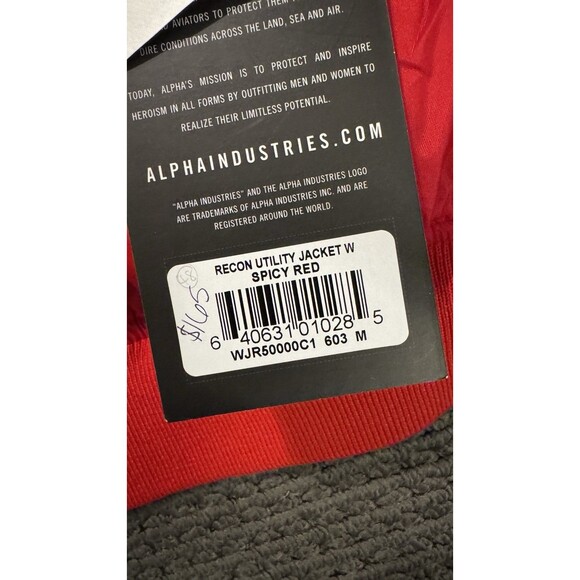 AVIATORS TO PROTECT THEM
DIRE CONDITIONS ACROSS THE LAND, SEA AND AIR.
TODAY, ALPHA'S MISSION IS TO PROTECT AND INSPIRE
HEROISM IN ALL FORMS BY OUTFITTING MEN AND WOMEN TO
REALIZE THEIR LIMITLESS POTENTIAL.
ALPHAINDUSTRIES.COM
"ALPHA INDUSTRIES" AND THE ALPHA INDUSTRIES LOGO
ARE TRADEMARKS OF ALPHA INDUSTRIES INC. AND ARE
REGISTERED AROUND THE WORLD.
RECON UTILITY JACKET W
SPICY RED
$165
6 40631 01028 5
WJR50000C1 603 M